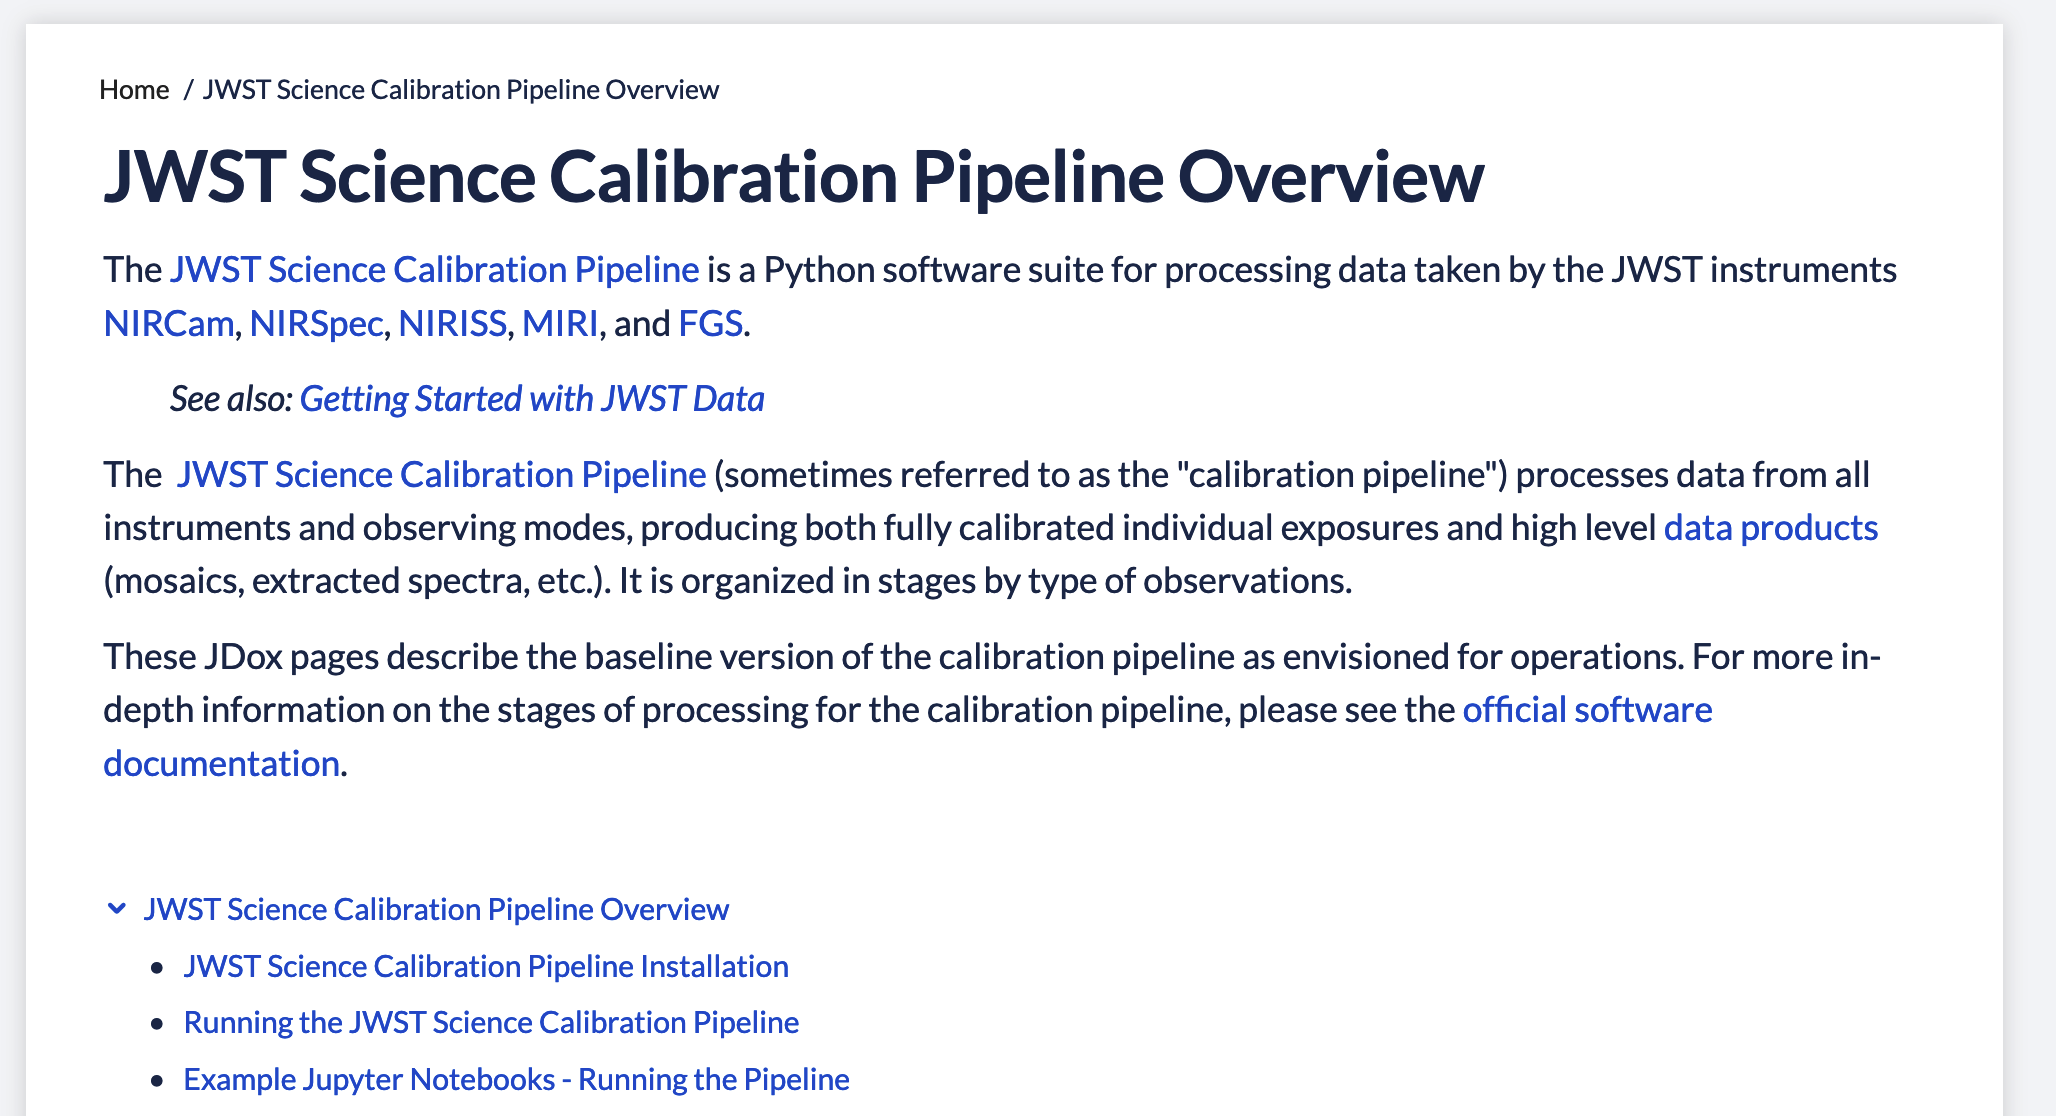 Home / JWST Science Calibration Pipeline Overview
JWST Science Calibration Pipeline Overview
The JWST Science Calibration Pipeline is a Python software suite for processing data taken by the JWST instruments
NIRCam, NIRSpec, NIRISS, MIRI, and FGS.
See also: Getting Started with JWST Data
The JWST Science Calibration Pipeline (sometimes referred to as the "calibration pipeline") processes data from all
instruments and observing modes, producing both fully calibrated individual exposures and high level data products
(mosaics, extracted spectra, etc.). It is organized in stages by type of observations.
These JDox pages describe the baseline version of the calibration pipeline as envisioned for operations. For more in-
depth information on the stages of processing for the calibration pipeline, please see the official software
documentation.
JWST Science Calibration Pipeline Overview
• JWST Science Calibration Pipeline Installation
• Running the JWST Science Calibration Pipeline
• Example Jupyter Notebooks - Running the Pipeline